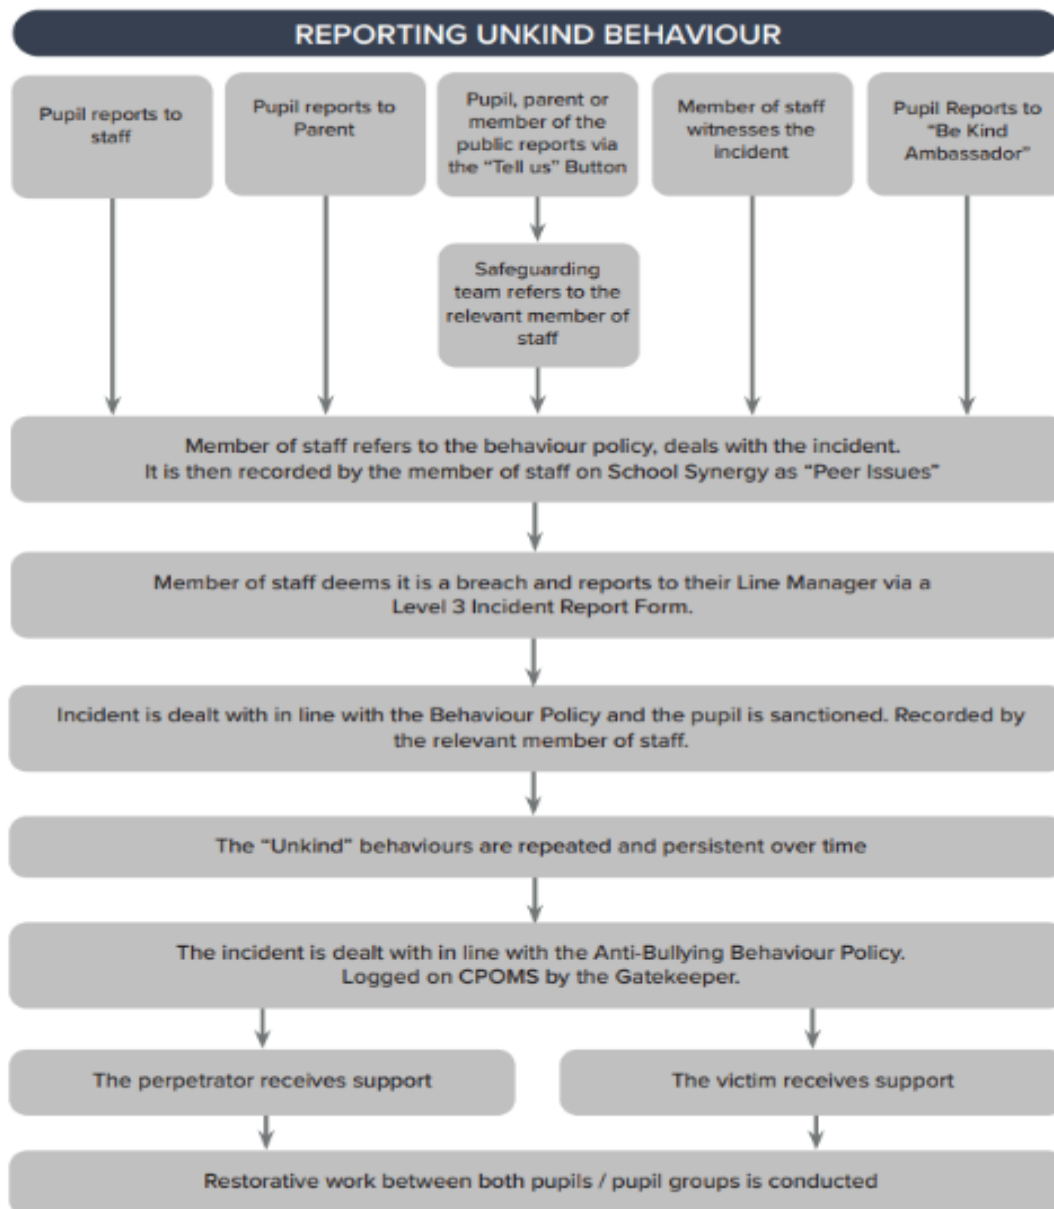 REPORTING UNKIND BEHAVIOUR
Pupil reports to
staff
Pupil reports to
Parent
Pupil, parent or
member of the
public reports via
the “Tell us” Button
Member of staff
witnesses the
incident
Pupil Reports to
“Be Kind
Ambassador”
Safeguarding
team refers to the
relevant member of
staff
Member of staff refers to the behaviour policy, deals with the incident.
It is then recorded by the member of staff on School Synergy as “Peer Issues”
Member of staff deems it is a breach and reports to their Line Manager via a
Level 3 Incident Report Form.
Incident is dealt with in line with the Behaviour Policy and the pupil is sanctioned. Recorded by
the relevant member of staff.
The “Unkind” behaviours are repeated and persistent over time
The incident is dealt with in line with the Anti-Bullying Behaviour Policy.
Logged on CPOMS by the Gatekeeper.
The perpetrator receives support
The victim receives support
Restorative work between both pupils / pupil groups is conducted